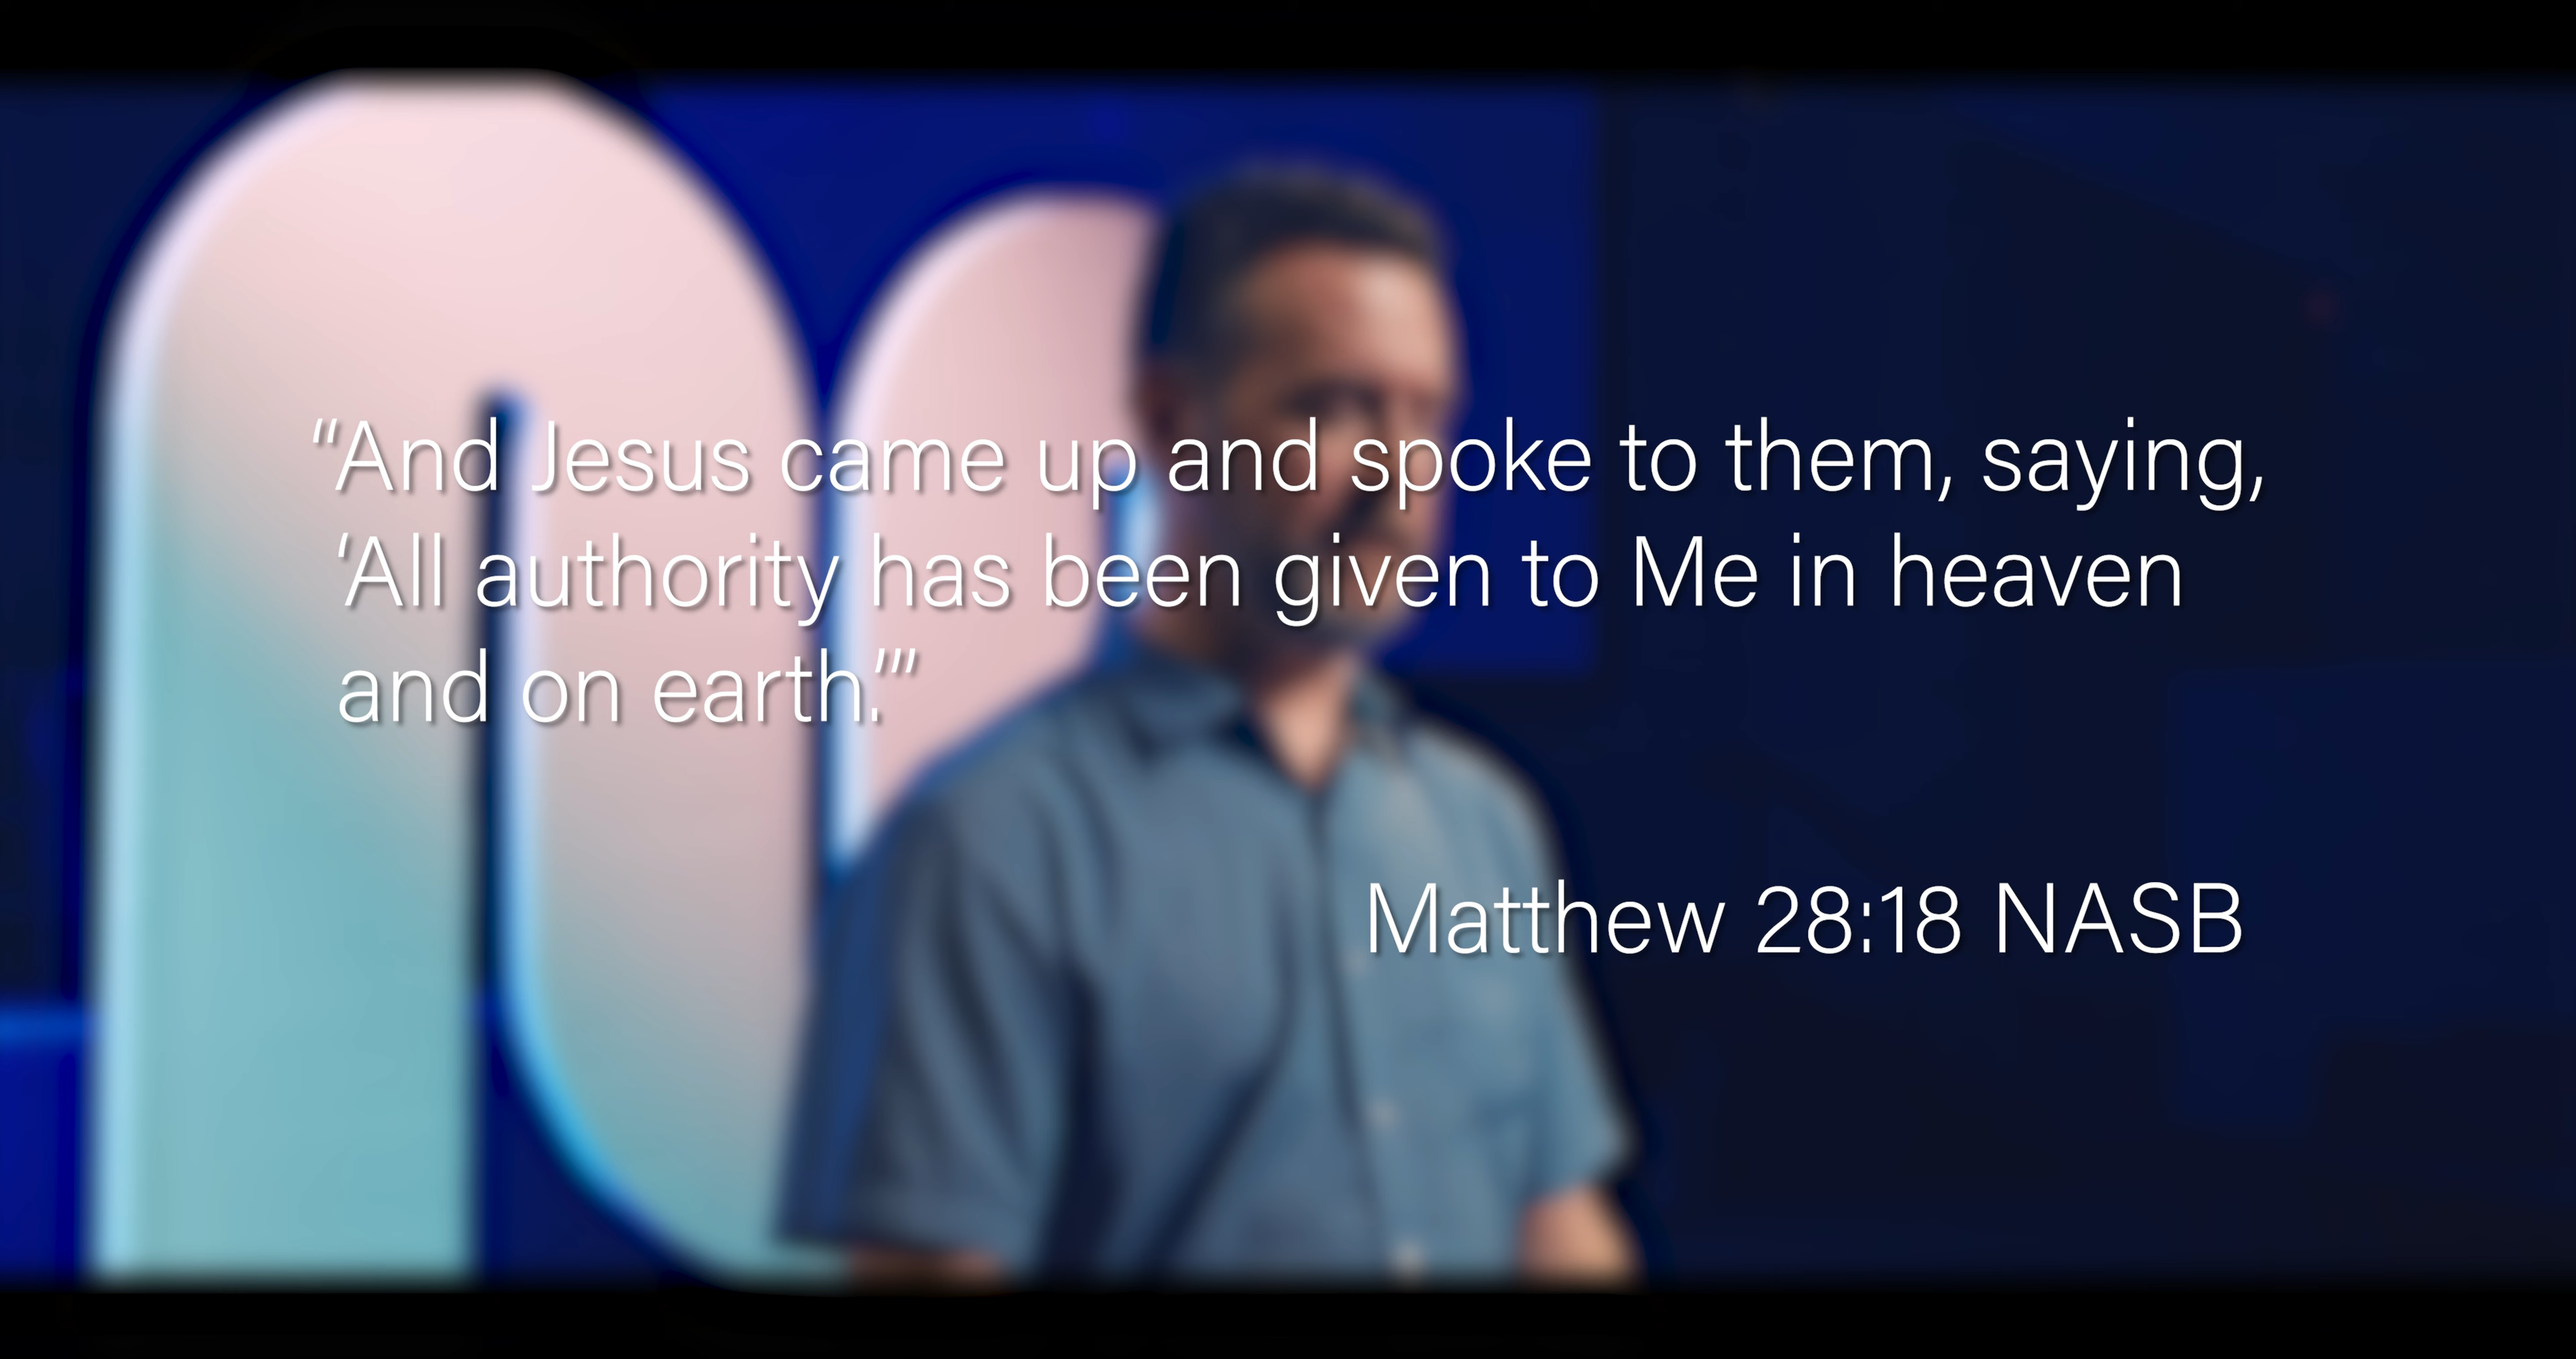 “And Jesus came up and spoke to them, saying,
‘All authority has been given to Me in heaven
and on earth.’”
Matthew 28:18 NASB